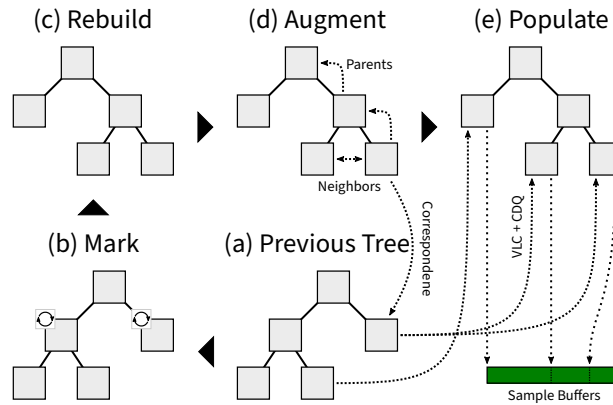 (c) Rebuild
(d) Augment
(e) Populate
Parents
Neighbors
Correspondene
VLC + CDQ
(b) Mark
(a) Previous Tree
Sample Buffers